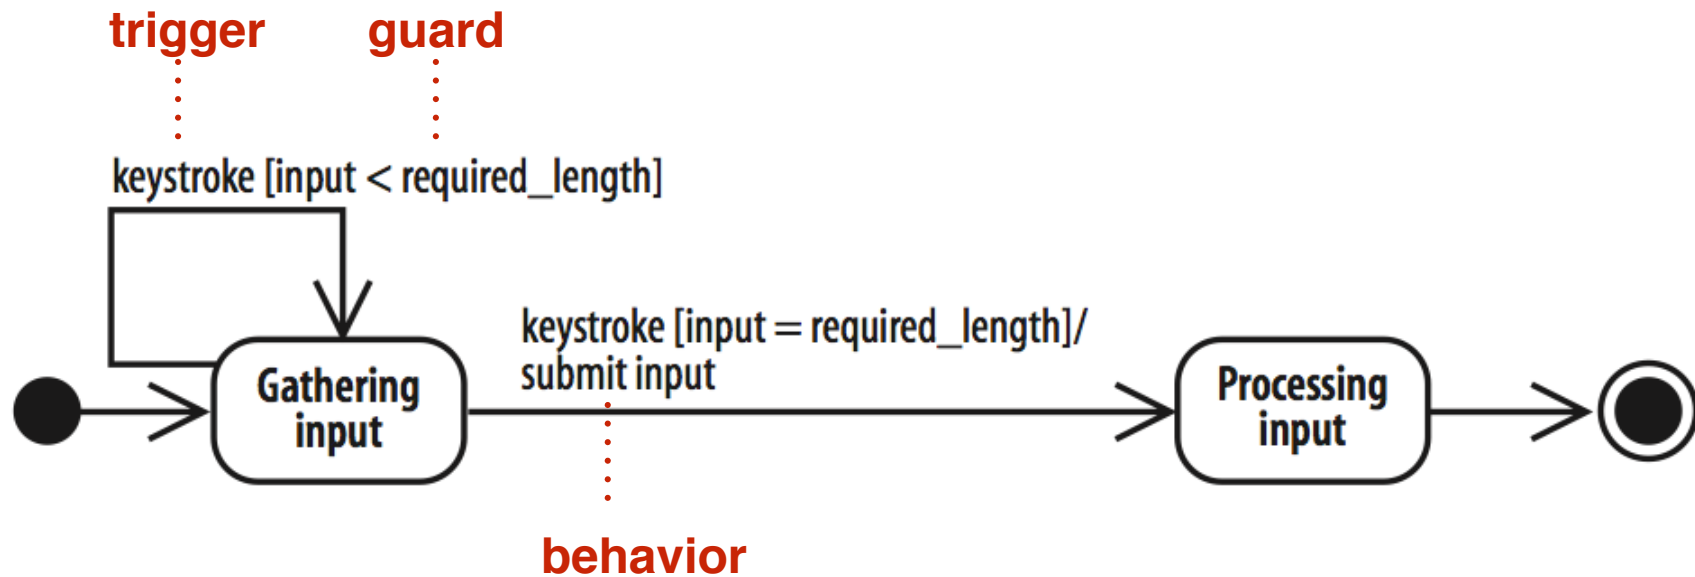 trigger guard
keystroke [input < required_length]
keystroke [input = required_length]/
submit input
Gathering
input
Processing
input
behavior